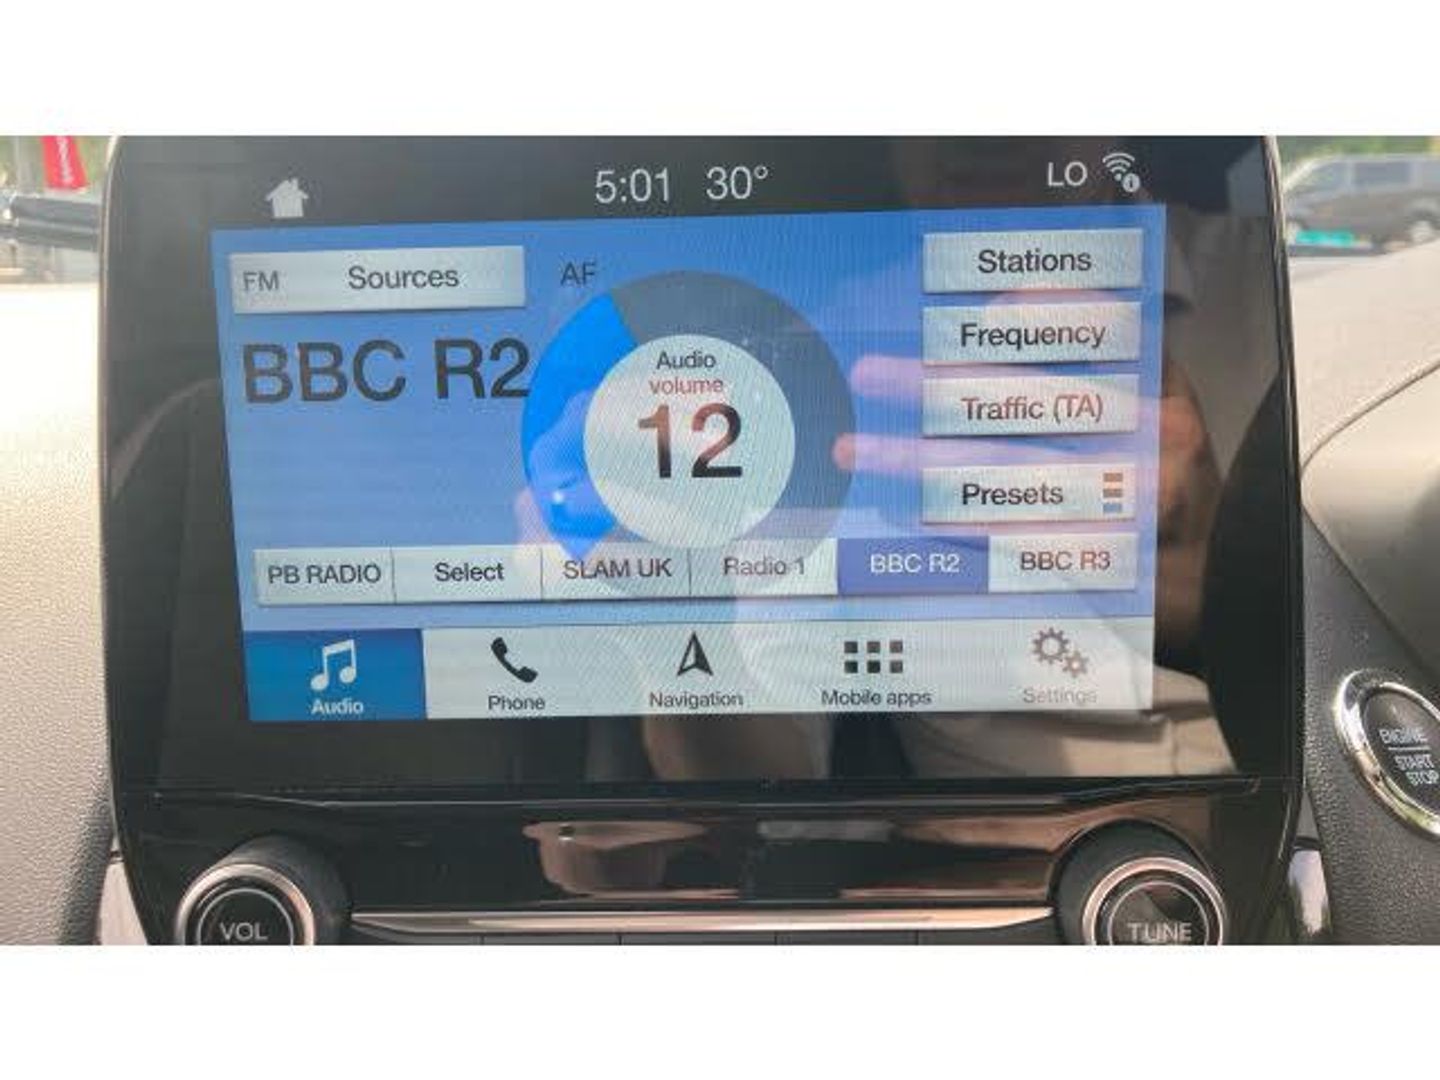 5:01 30° LO
FM Sources AF
BBC R2
Audio
volume
12
Stations
Frequency
Traffic (TA)
Presets
PB RADIO Select SLAM UK Radio 1 BBC R2 BBC R3
Audio Phone Navigation Mobile apps Settings
ENGINE
START
STOP
VOL TUNE